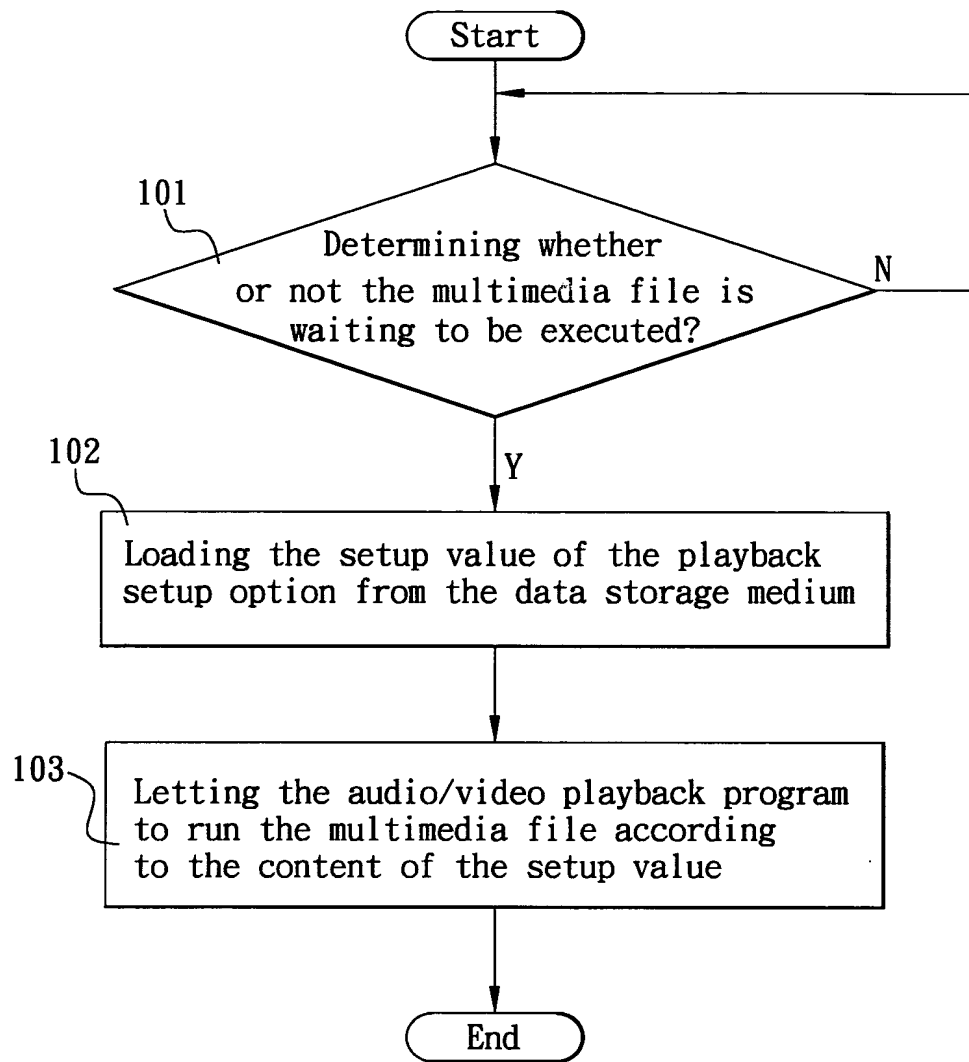 Start
101
Determining whether
or not the multimedia file is
waiting to be executed?
N
Y
102
Loading the setup value of the playback
setup option from the data storage medium
103
Letting the audio/video playback program
to run the multimedia file according
to the content of the setup value
End